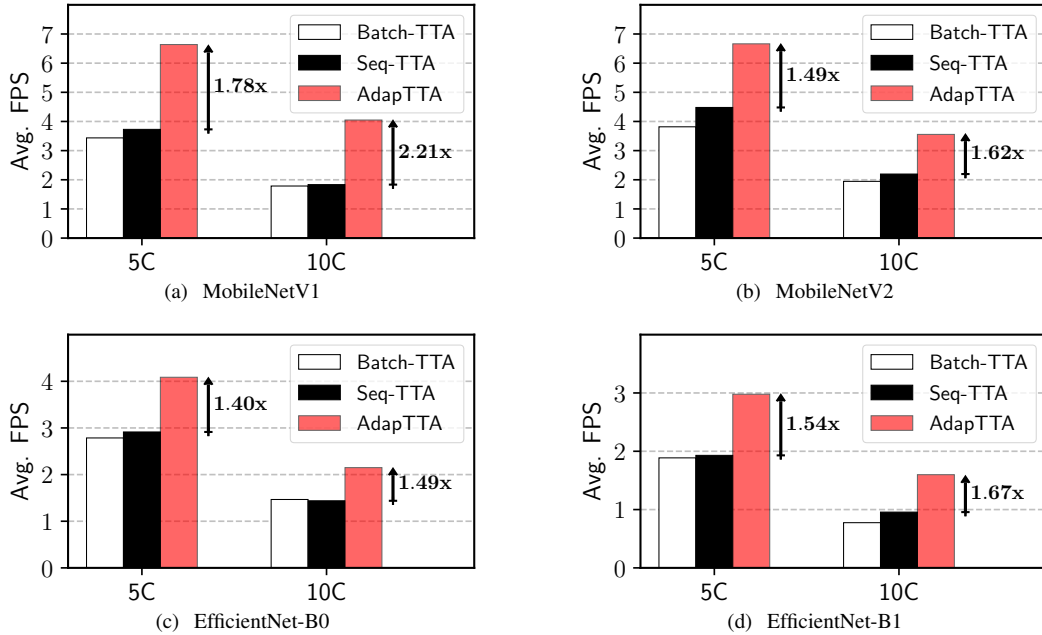 7
6
5
4
3
2
1
0
Avg. FPS
Batch-TTA
Seq-TTA
AdapTTA
1.78x
2.21x
5C
10C
(a) MobileNetV1
7
6
5
4
3
2
1
0
Avg. FPS
Batch-TTA
Seq-TTA
AdapTTA
1.49x
1.62x
5C
10C
(b) MobileNetV2
4
3
2
1
0
Avg. FPS
Batch-TTA
Seq-TTA
AdapTTA
1.40x
1.49x
5C
10C
(c) EfficientNet-B0
3
2
1
0
Avg. FPS
Batch-TTA
Seq-TTA
AdapTTA
1.54x
1.67x
5C
10C
(d) EfficientNet-B1